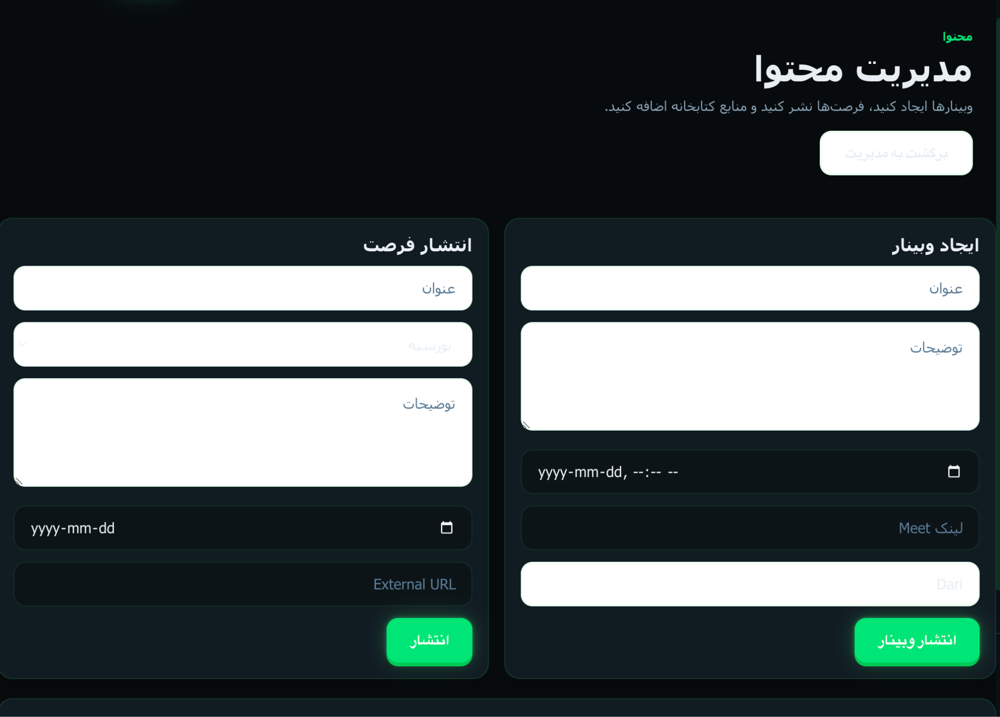 محتوا
مدیریت محتوا
وبینارها ایجاد کنید، فرصت‌ها نشر کنید و منابع کتابخانه اضافه کنید.
برگشت به مدیریت
ایجاد وبینار
عنوان
توضیحات
yyyy-mm-dd, --:-- --
لینک Meet
Dari
انتشار وبینار
انتشار فرصت
عنوان
بورسیه
توضیحات
yyyy-mm-dd
External URL
انتشار